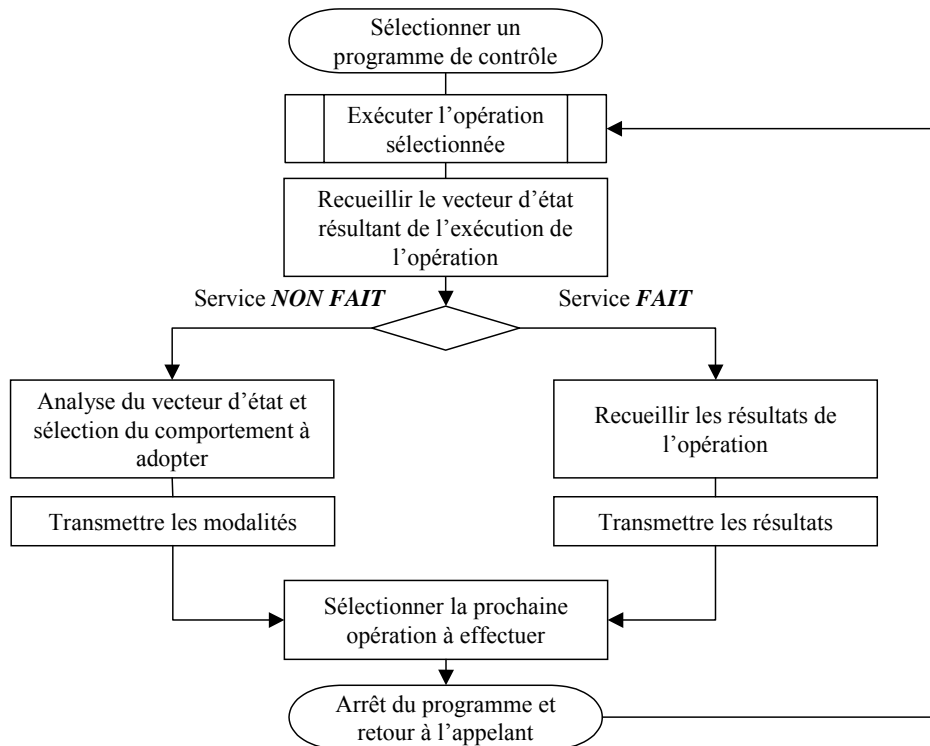 Sélectionner un
programme de contrôle
Exécuter l’opération
sélectionnée
Recueillir le vecteur d’état
résultant de l’exécution de
l’opération
Service NON FAIT
Service FAIT
Analyse du vecteur d’état et
sélection du comportement à
adopter
Recueillir les résultats de
l’opération
Transmettre les modalités
Transmettre les résultats
Sélectionner la prochaine
opération à effectuer
Arrêt du programme et
retour à l’appelant